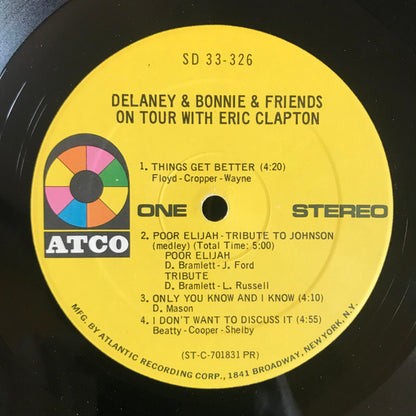 SD 33-326
DELANEY & BONNIE & FRIENDS
ON TOUR WITH ERIC CLAPTON
1. THINGS GET BETTER (4:20)
Floyd-Cropper-Wayne
ATCO
ONE
STEREO
2. POOR ELIJAH - TRIBUTE TO JOHNSON
(medley) (Total Time: 5:00)
POOR ELIJAH
D. Bramlett-J. Ford
TRIBUTE
D. Bramlett-L. Russell
3. ONLY YOU KNOW AND I KNOW (4:10)
D. Mason
4. I DON'T WANT TO DISCUSS IT (4:55)
Beatty-Cooper-Shelby
(ST-C-701831 PR)
MFG. BY ATLANTIC RECORDING CORP., 1841 BROADWAY, NEW YORK, N.Y.